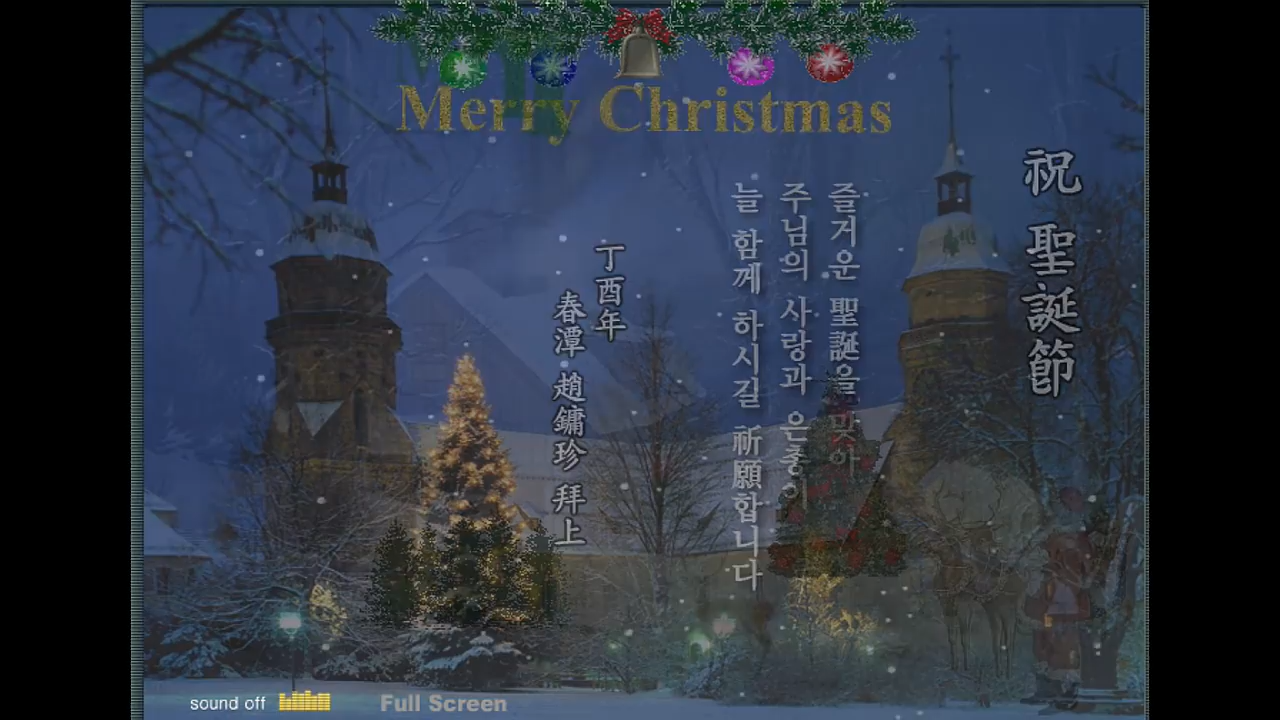 Merry Christmas
祝 聖誕節
즐거운 聖誕을 맞아
주님의 사랑과 은총이
늘 함께 하시길 祈願합니다
丁酉年
春潭 趙鏞珍 拜上
sound off
Full Screen